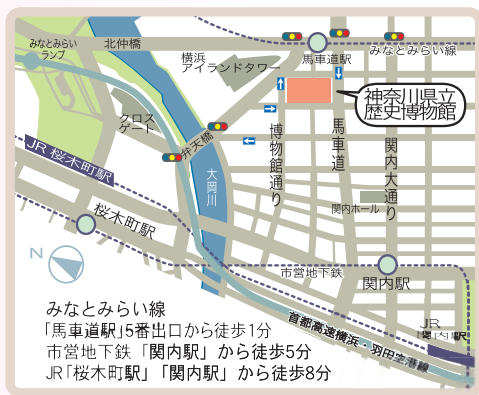 みなとみらい
ランプ
北仲橋
横浜
アイランドタワー
馬車道駅
みなとみらい線
神奈川県立
歴史博物館
クロス
ゲート
弁天橋
大岡川
博物館通り
馬車道
関内大通り
関内ホール
JR 桜木町駅
桜木町駅
N
市営地下鉄
関内駅
首都高速横浜・羽田空港線
JR
関内駅
みなとみらい線
「馬車道駅」5番出口から徒歩1分
市営地下鉄「関内駅」から徒歩5分
JR「桜木町駅」「関内駅」から徒歩8分